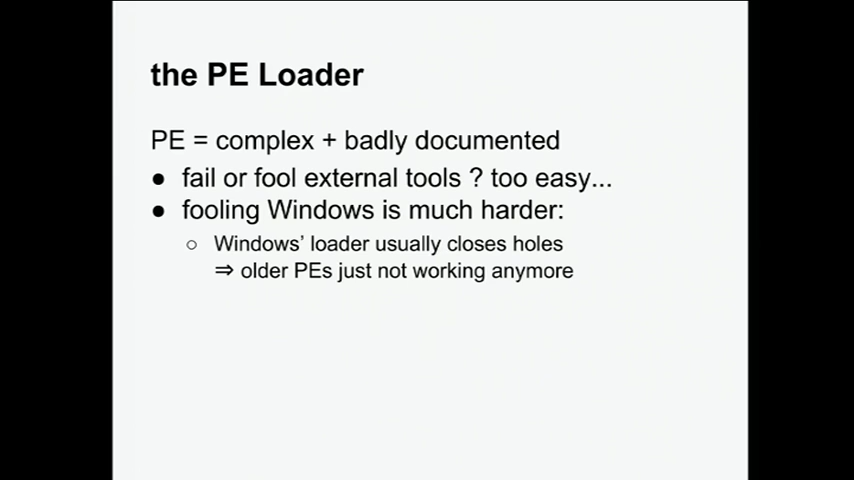 the PE Loader
PE = complex + badly documented
● fail or fool external tools ? too easy...
● fooling Windows is much harder:
○ Windows’ loader usually closes holes
⇒ older PEs just not working anymore